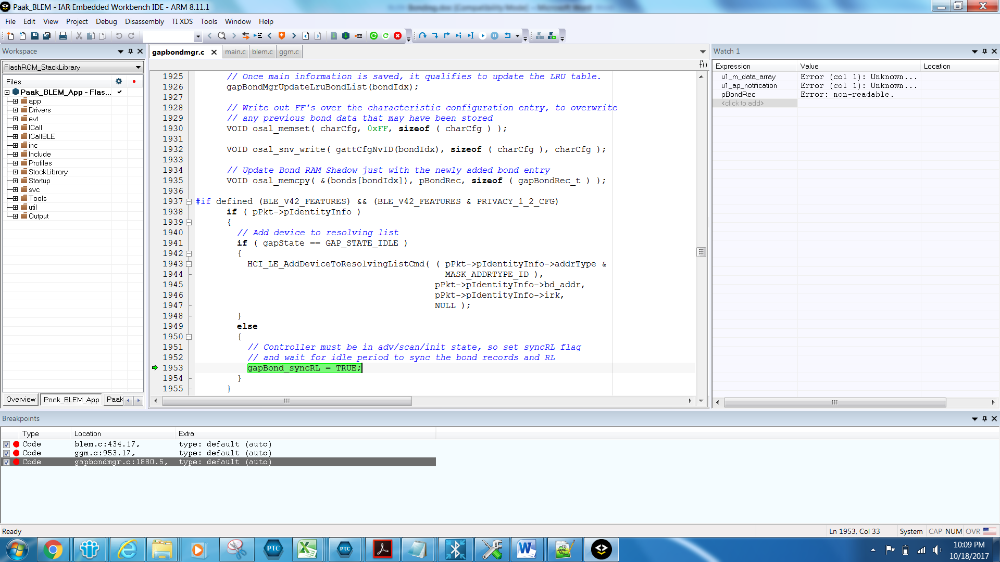 Paak_BLEM - IAR Embedded Workbench IDE - ARM 8.11.1
File Edit View Project Debug Disassembly TI XDS Tools Window Help
Workspace
FlashROM_StackLibrary
Files
Paak_BLEM_App - Flas...
app
Drivers
evt
ICall
ICallBLE
inc
Include
Profiles
StackLibrary
Startup
svc
Tools
util
Output
Overview Paak_BLEM_App Paak
gapbondmgr.c main.c blem.c ggm.c
f()
1925 // Once main information is saved, it qualifies to update the LRU table.
1926 gapBondMgrUpdateLruBondList(bondIdx);
1927
1928 // Write out FF's over the characteristic configuration entry, to overwrite
1929 // any previous bond data that may have been stored
1930 VOID osal_memset( charCfg, 0xFF, sizeof ( charCfg ) );
1931
1932 VOID osal_snv_write( gattCfgNvID(bondIdx), sizeof ( charCfg ), charCfg );
1933
1934 // Update Bond RAM Shadow just with the newly added bond entry
1935 VOID osal_memcpy( &(bonds[bondIdx]), pBondRec, sizeof ( gapBondRec_t ) );
1936
1937 #if defined (BLE_V42_FEATURES) && (BLE_V42_FEATURES & PRIVACY_1_2_CFG)
1938 if ( pPkt->pIdentityInfo )
1939 {
1940 // Add device to resolving list
1941 if ( gapState == GAP_STATE_IDLE )
1942 {
1943 HCI_LE_AddDeviceToResolvingListCmd( ( pPkt->pIdentityInfo->addrType &
1944 MASK_ADDRTYPE_ID ),
1945 pPkt->pIdentityInfo->bd_addr,
1946 pPkt->pIdentityInfo->irk,
1947 NULL );
1948 }
1949 else
1950 {
1951 // Controller must be in adv/scan/init state, so set syncRL flag
1952 // and wait for idle period to sync the bond records and RL
1953 gapBond_syncRL = TRUE;
1954 }
1955 }
Watch 1
Expression Value Location
u1_m_data_array Error (col 1): Unknown...
u1_ap_notification Error (col 1): Unknown...
pBondRec Error: non-readable.
<click to add>
Breakpoints
Type Location Extra
Code blem.c:434.17, type: default (auto)
Code ggm.c:953.17, type: default (auto)
Code gapbondmgr.c:1880.5, type: default (auto)
Ready
Ln 1953, Col 33 System CAP NUM OVR
PTC
PTC
10:09 PM
10/18/2017